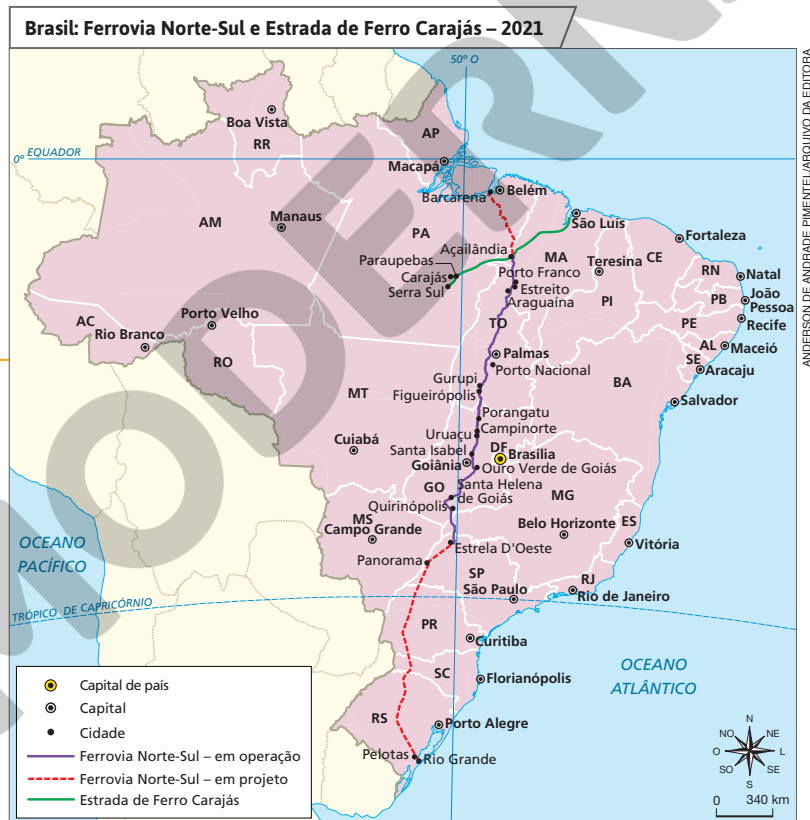 Brasil: Ferrovia Norte-Sul e Estrada de Ferro Carajás – 2021
ANDERSON DE ANDRADE PIMENTEL/ARQUIVO DA EDITORA
50º O
Boa Vista
RR
AP
0º EQUADOR
Macapá
Belém
Barcarena
AM
Manaus
PA
São Luís
Açailândia
Fortaleza
Paraupebas
MA
Teresina
CE
Carajás
Porto Franco
RN
Natal
Serra Sul
Estreito
Araguaína
PI
PB
João
Pessoa
AC
Porto Velho
TO
PE
Recife
Rio Branco
RO
Palmas
AL
Maceió
Porto Nacional
SE
Aracaju
MT
Gurupi
BA
Figueirópolis
Salvador
Porangatu
Campinorte
Uruaçu
Cuiabá
Santa Isabel
DF
Brasília
Goiânia
Ouro Verde de Goiás
GO
Santa Helena
de Goiás
MG
Quirinópolis
MS
Campo Grande
Belo Horizonte
ES
Vitória
OCEANO
PACÍFICO
Estrela D'Oeste
Panorama
SP
RJ
São Paulo
Rio de Janeiro
TRÓPICO DE CAPRICÓRNIO
PR
Curitiba
OCEANO
ATLÂNTICO
SC
Florianópolis
RS
Porto Alegre
Pelotas
Rio Grande
Capital de país
Capital
Cidade
Ferrovia Norte-Sul – em operação
Ferrovia Norte-Sul – em projeto
Estrada de Ferro Carajás
N
NO
NE
O
L
SO
SE
S
0 340 km
MODERN